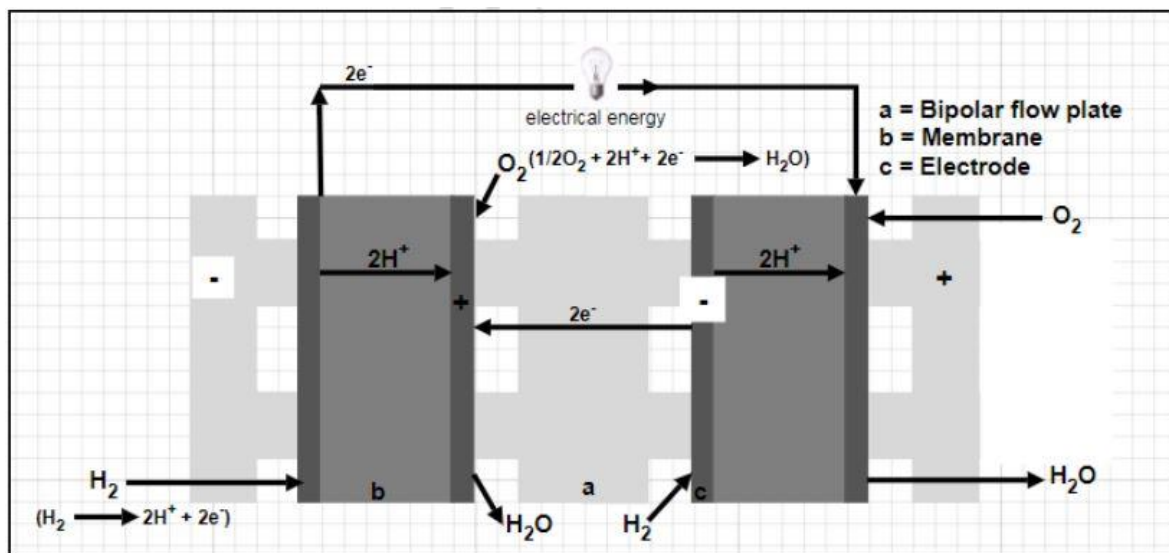 2e⁻
electrical energy
a = Bipolar flow plate
b = Membrane
c = Electrode
O₂(1/2O₂ + 2H⁺ + 2e⁻ → H₂O)
O₂
2H⁺
2H⁺
-
+
-
+
2e⁻
H₂
(H₂ → 2H⁺ + 2e⁻)
b
H₂O
a
H₂
c
H₂O